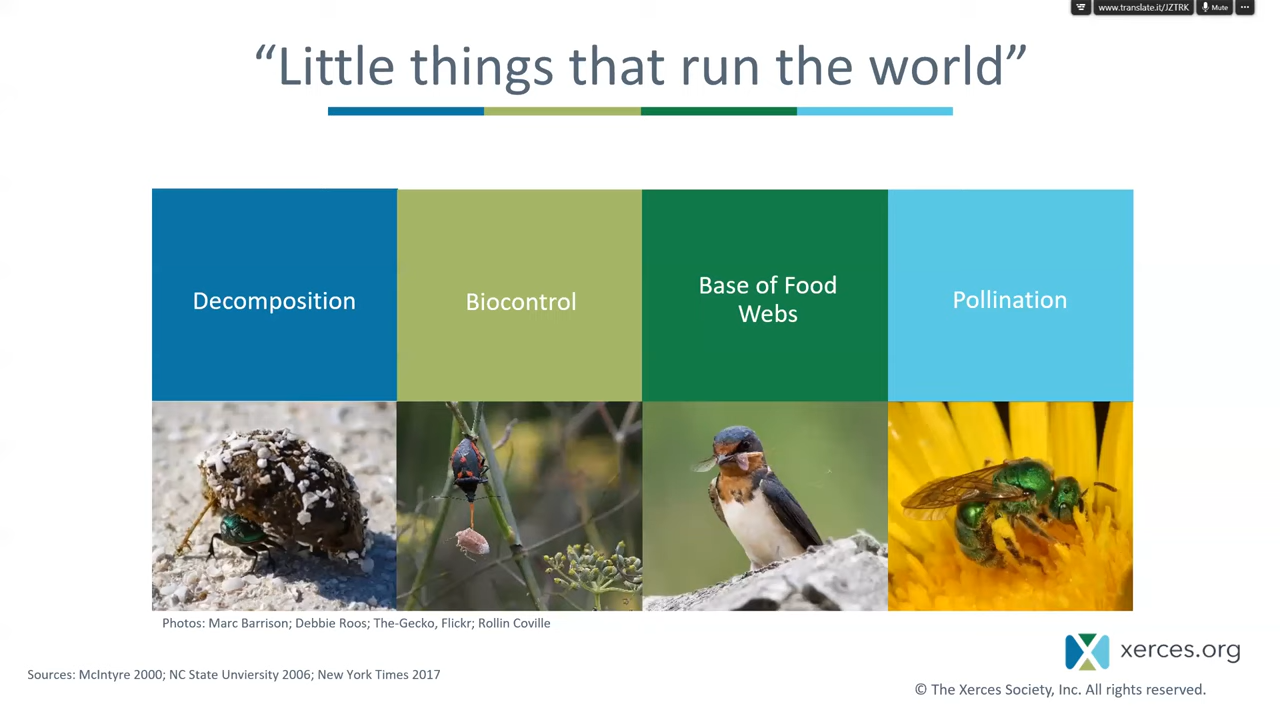 www.translate.it/JZTRK
Mute
“Little things that run the world”
Decomposition
Biocontrol
Base of Food
Webs
Pollination
Photos: Marc Barrison; Debbie Roos; The-Gecko, Flickr; Rollin Coville
xerces.org
Sources: McIntyre 2000; NC State Unviersity 2006; New York Times 2017
© The Xerces Society, Inc. All rights reserved.